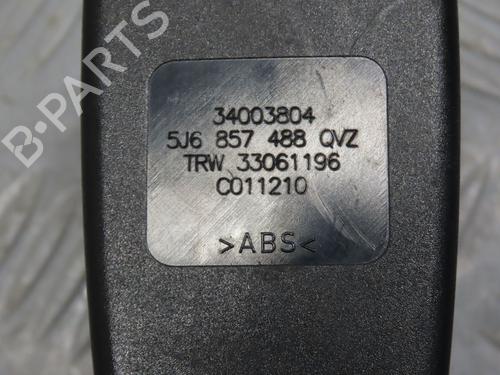 B-PARTS
34003804
5J6 857 488 QVZ
TRW 33061196
C011210
>ABS<